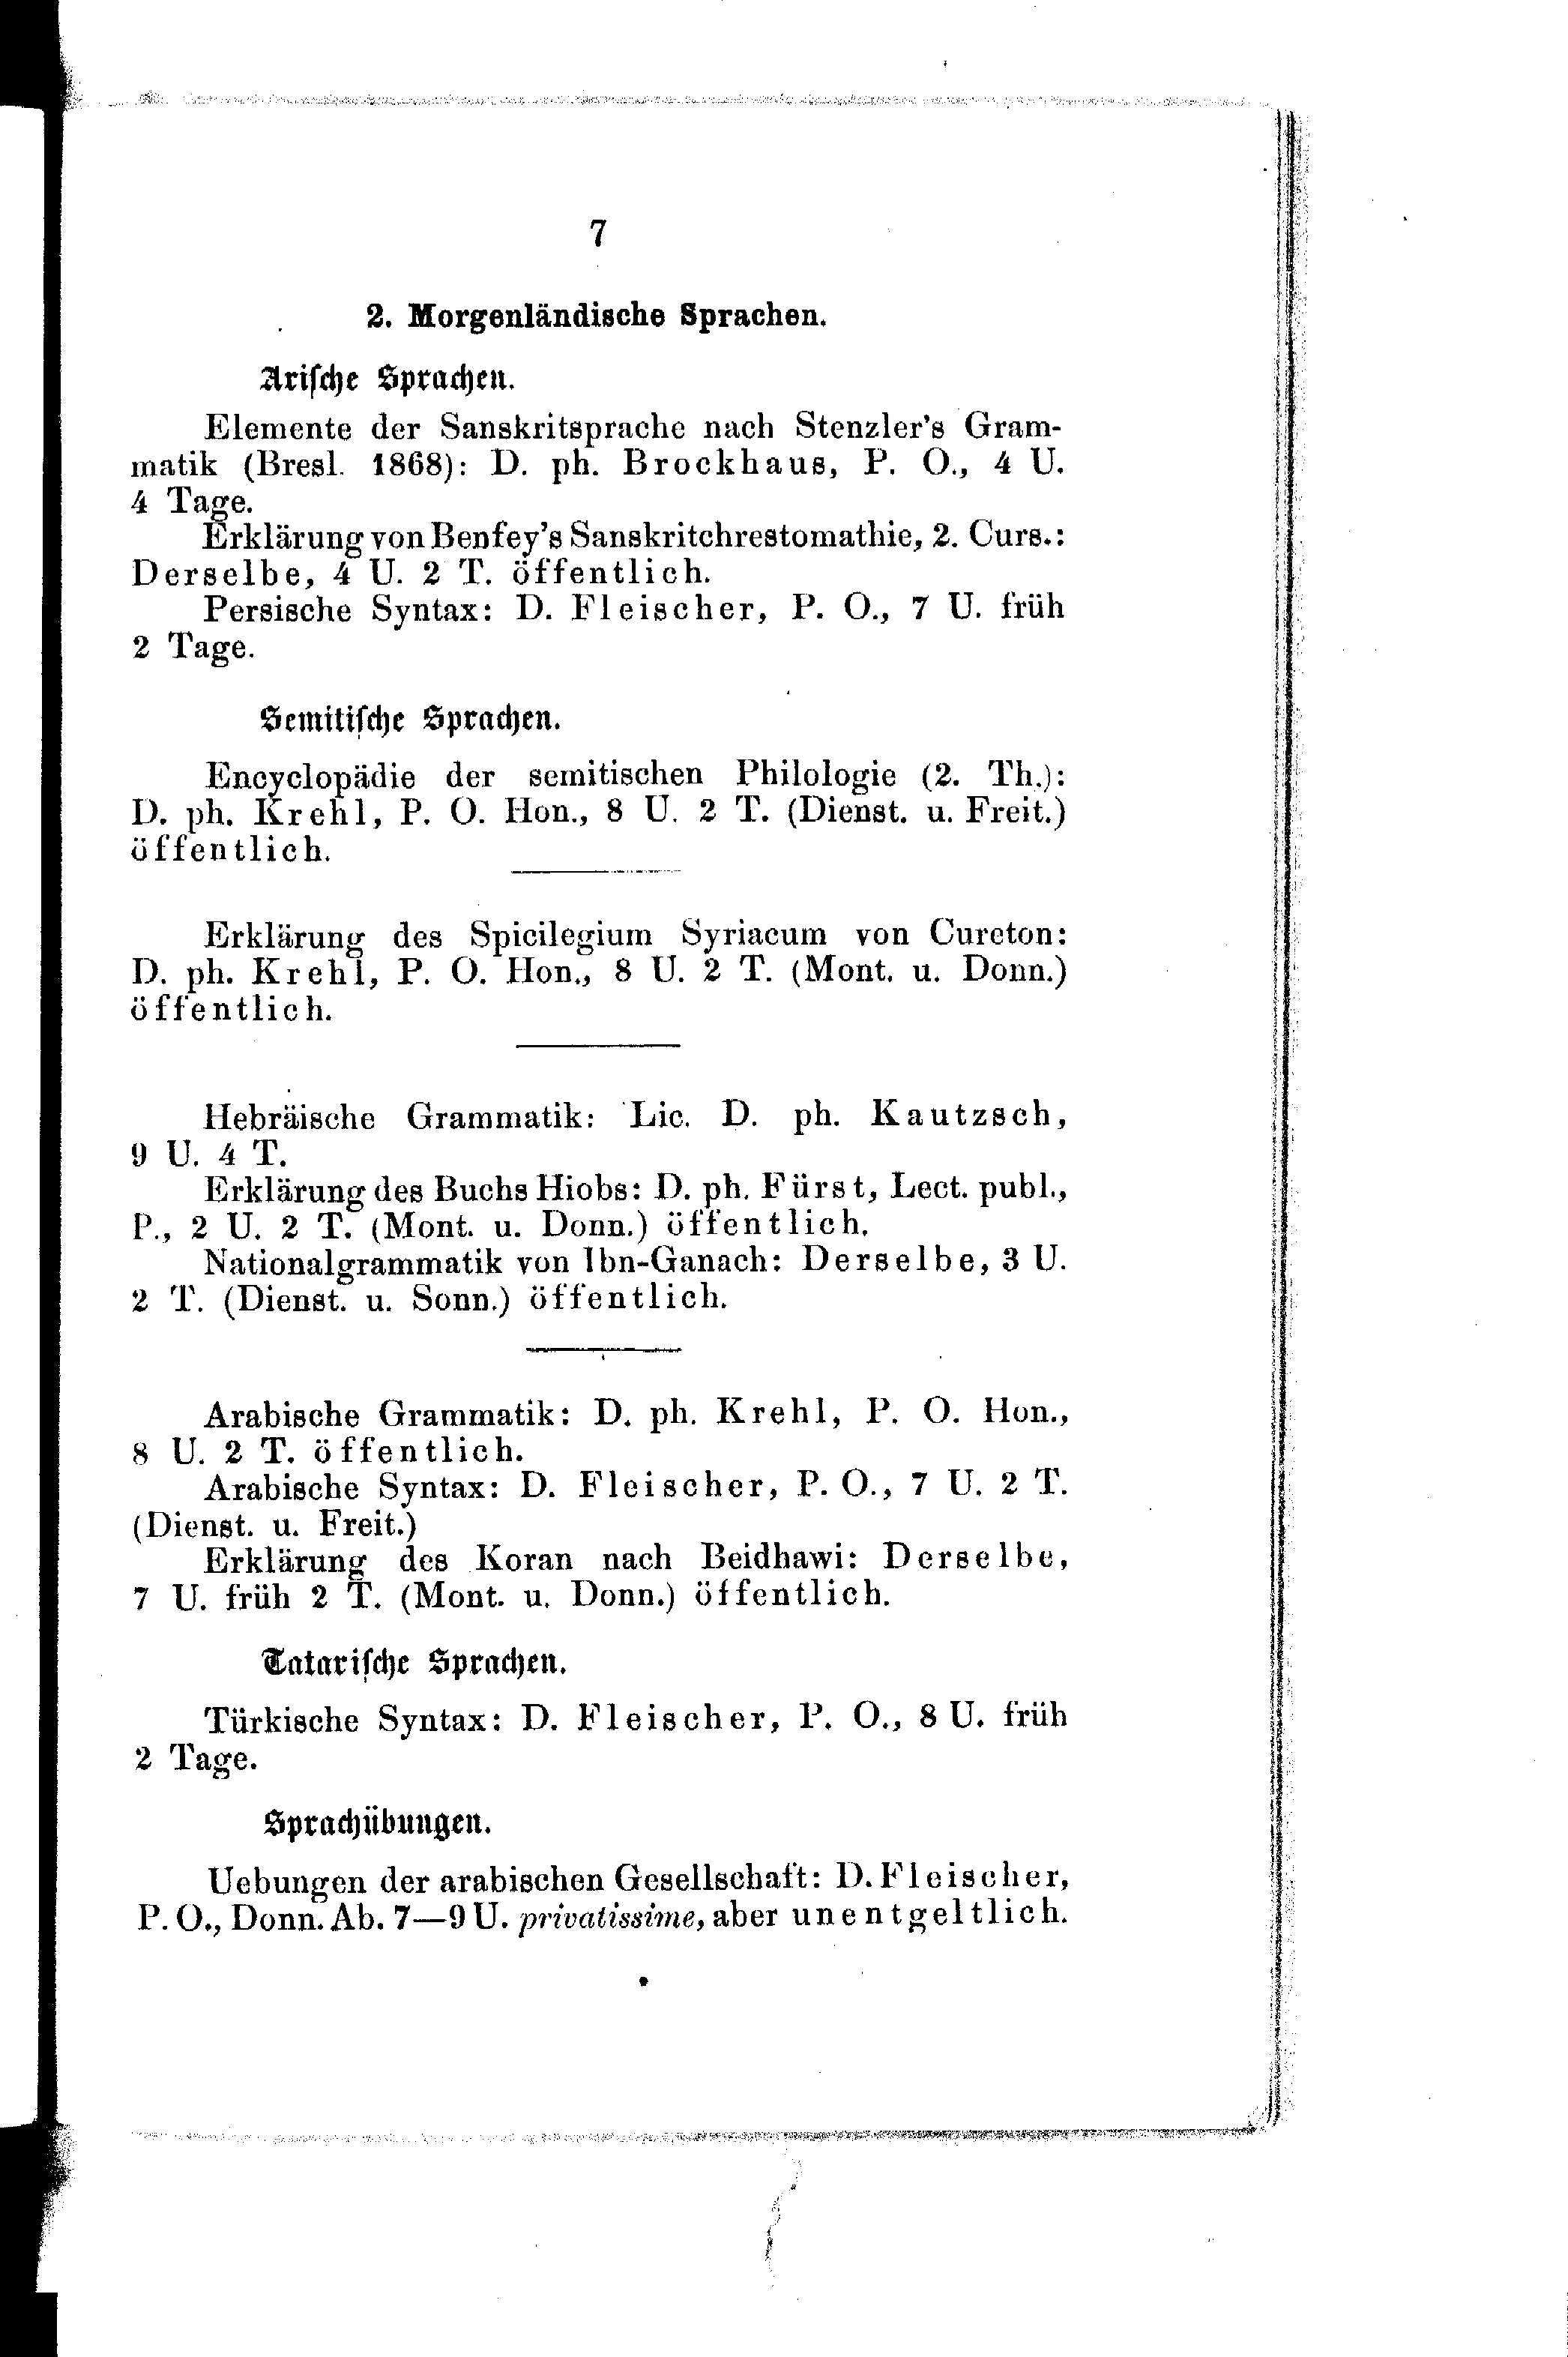 7
2. Morgenländische Sprachen.
Arische Sprachen.
Elemente der Sanskritsprache nach Stenzler's Gram-
matik (Bresl. 1868): D. ph. Brockhaus, P. O., 4 U.
4 Tage.
Erklärung von Benfey's Sanskritchrestomathie, 2. Curs.:
Derselbe, 4 U. 2 T. öffentlich.
Persische Syntax: D. Fleischer, P. O., 7 U. früh
2 Tage.
Semitische Sprachen.
Encyclopädie der semitischen Philologie (2. Th.):
D. ph. Krehl, P. O. Hon., 8 U. 2 T. (Dienst. u. Freit.)
öffentlich.
Erklärung des Spicilegium Syriacum von Cureton:
D. ph. Krehl, P. O. Hon., 8 U. 2 T. (Mont. u. Donn.)
öffentlich.
Hebräische Grammatik: Lic. D. ph. Kautzsch,
9 U. 4 T.
Erklärung des Buchs Hiobs: D. ph. Fürst, Lect. publ.,
P., 2 U. 2 T. (Mont. u. Donn.) öffentlich.
Nationalgrammatik von Ibn-Ganach: Derselbe, 3 U.
2 T. (Dienst. u. Sonn.) öffentlich.
Arabische Grammatik: D. ph. Krehl, P. O. Hon.,
8 U. 2 T. öffentlich.
Arabische Syntax: D. Fleischer, P. O., 7 U. 2 T.
(Dienst. u. Freit.)
Erklärung des Koran nach Beidhawi: Derselbe,
7 U. früh 2 T. (Mont. u. Donn.) öffentlich.
Tatarische Sprachen.
Türkische Syntax: D. Fleischer, P. O., 8 U. früh
2 Tage.
Sprachübungen.
Uebungen der arabischen Gesellschaft: D. Fleischer,
P. O., Donn. Ab. 7—9 U. privatissime, aber unentgeltlich.